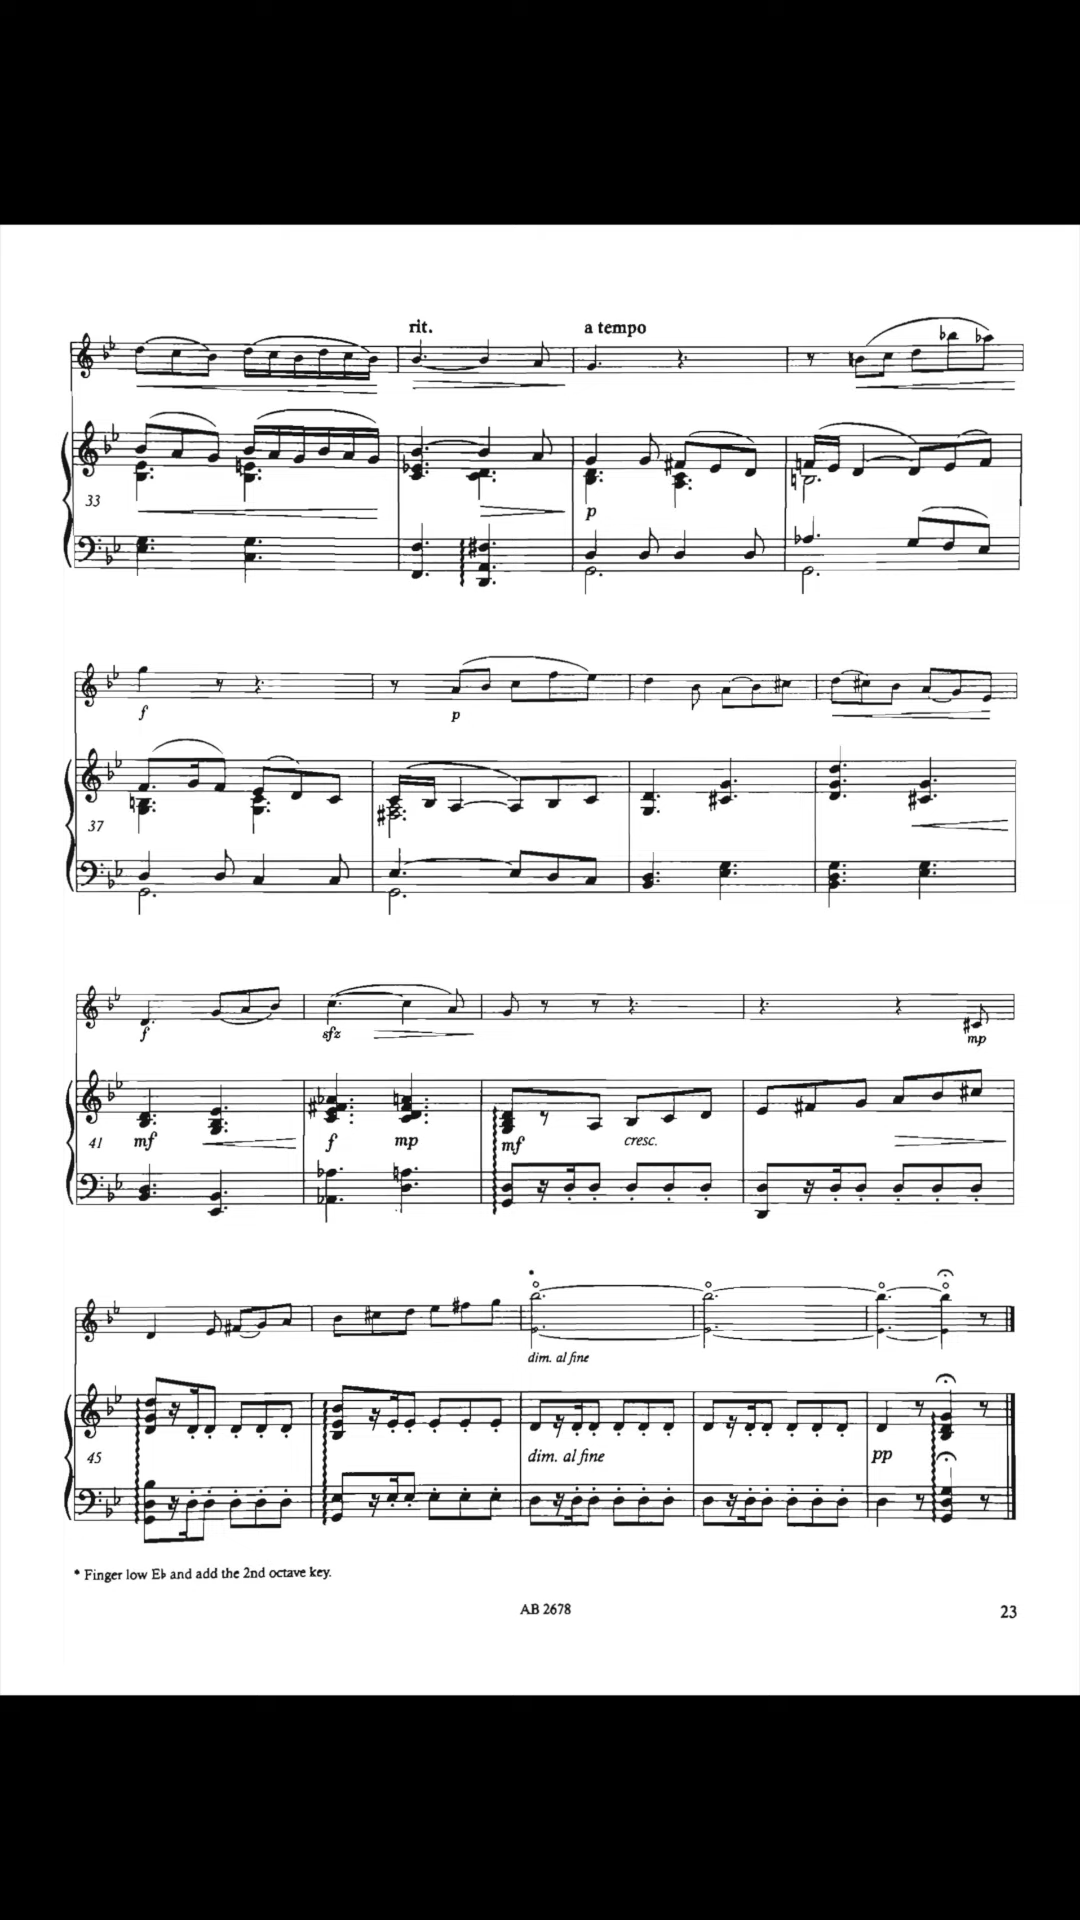 rit.
a tempo
33
p
f
p
37
f
sfz
mp
41
mf
f
mp
mf
cresc.
*
dim. al fine
45
dim. al fine
pp
* Finger low E♭ and add the 2nd octave key.
AB 2678
23